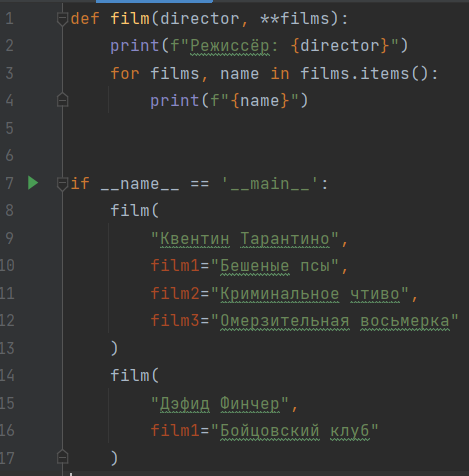 1 def film(director, **films):
2     print(f"Режиссёр: {director}")
3     for films, name in films.items():
4         print(f"{name}")
5
6
7 if __name__ == '__main__':
8     film(
9         "Квентин Тарантино",
10         film1="Бешеные псы",
11         film2="Криминальное чтиво",
12         film3="Омерзительная восьмерка"
13     )
14     film(
15         "Дэфид Финчер",
16         film1="Бойцовский клуб"
17     )